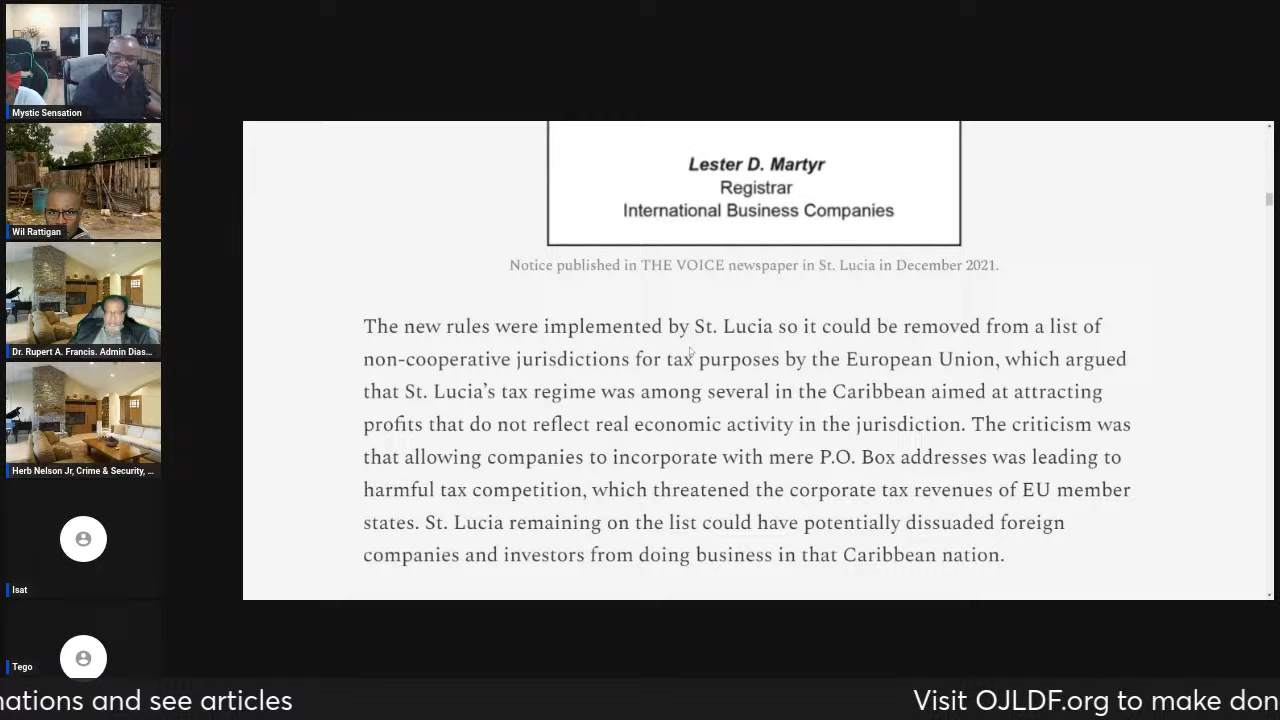 Mystic Sensation
Wil Rattigan
Dr. Rupert A. Francis. Admin Dias...
Herb Nelson Jr, Crime & Security, ...
Isat
Tego
Lester D. Martyr
Registrar
International Business Companies
Notice published in THE VOICE newspaper in St. Lucia in December 2021.
The new rules were implemented by St. Lucia so it could be removed from a list of
non-cooperative jurisdictions for tax purposes by the European Union, which argued
that St. Lucia’s tax regime was among several in the Caribbean aimed at attracting
profits that do not reflect real economic activity in the jurisdiction. The criticism was
that allowing companies to incorporate with mere P.O. Box addresses was leading to
harmful tax competition, which threatened the corporate tax revenues of EU member
states. St. Lucia remaining on the list could have potentially dissuaded foreign
companies and investors from doing business in that Caribbean nation.
nations and see articles
Visit OJLDF.org to make don